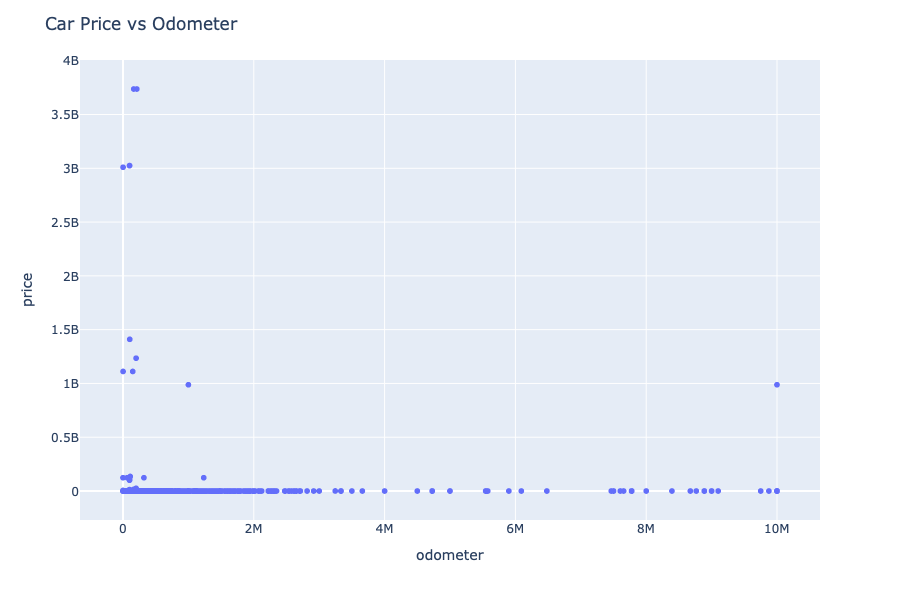 Car Price vs Odometer
4B
3.5B
3B
2.5B
2B
1.5B
1B
0.5B
0
price
0 2M 4M 6M 8M 10M
odometer